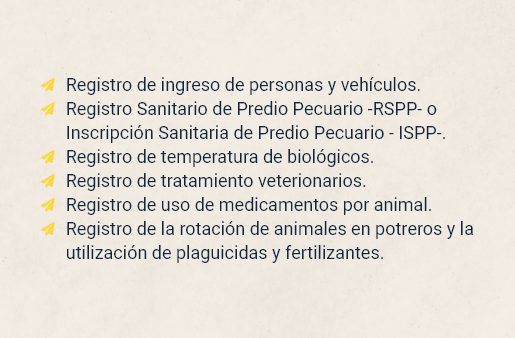 Registro de ingreso de personas y vehículos.
Registro Sanitario de Predio Pecuario -RSPP- o
Inscripción Sanitaria de Predio Pecuario - ISPP-.
Registro de temperatura de biológicos.
Registro de tratamiento veterionarios.
Registro de uso de medicamentos por animal.
Registro de la rotación de animales en potreros y la
utilización de plaguicidas y fertilizantes.